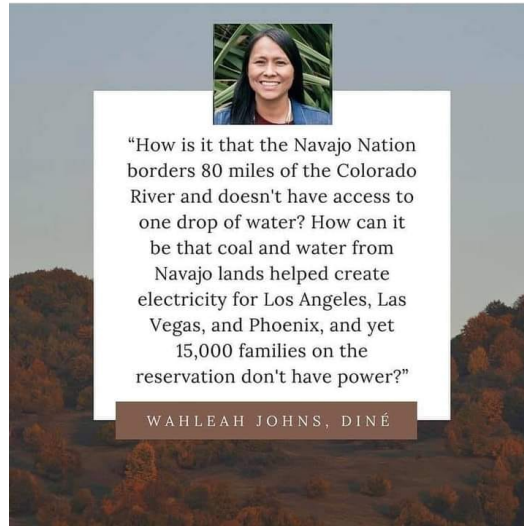 “How is it that the Navajo Nation
borders 80 miles of the Colorado
River and doesn't have access to
one drop of water? How can it
be that coal and water from
Navajo lands helped create
electricity for Los Angeles, Las
Vegas, and Phoenix, and yet
15,000 families on the
reservation don't have power?”
WAHLEAH JOHNS, DINÉ